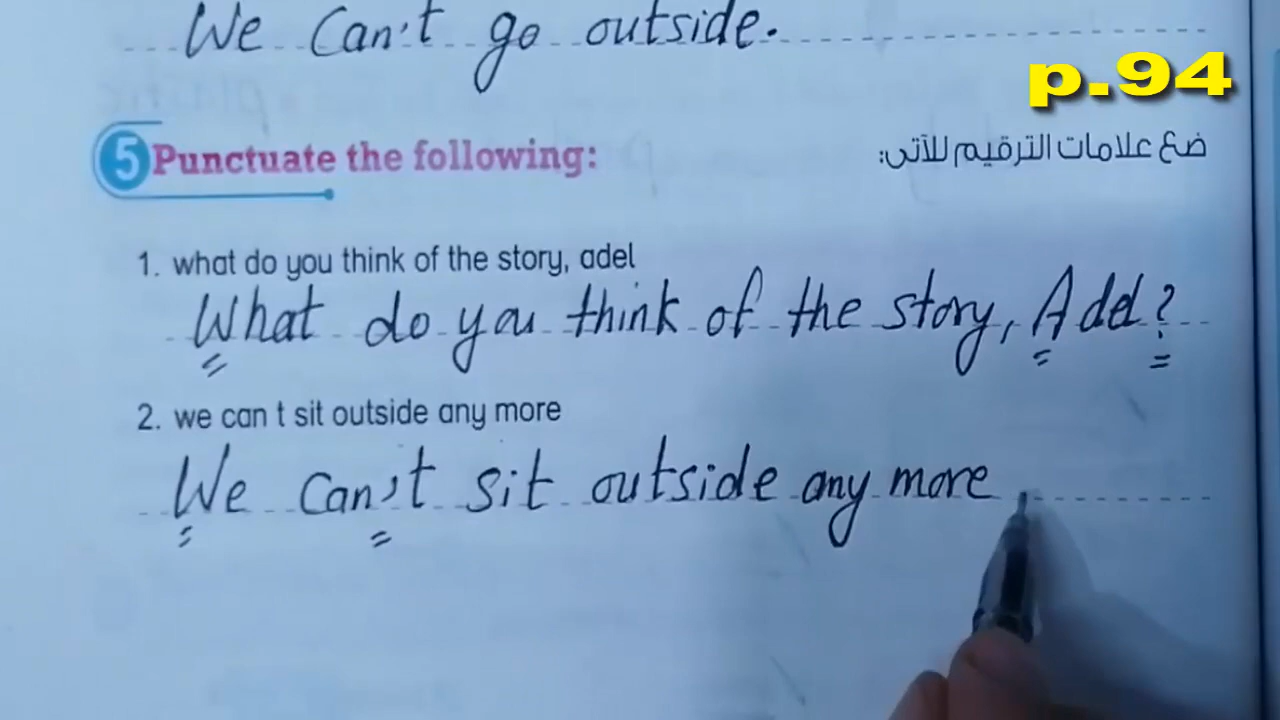 We Can't go outside.
p.94
5 Punctuate the following:
ضع علامات الترقيم للآتى:
1. what do you think of the story, adel
What do you think of the story, Adel?
2. we can t sit outside any more
We Can't sit outside any more